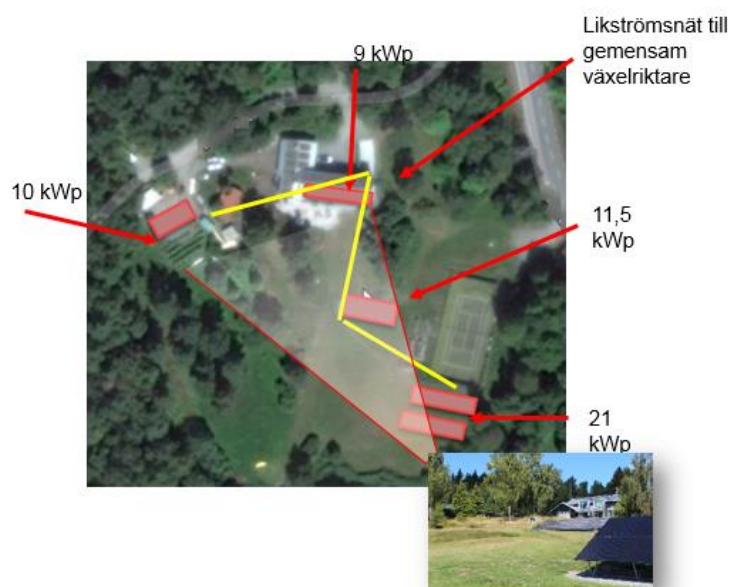 Likströmsnät till
gemensam
växelriktare
9 kWp
10 kWp
11,5
kWp
21
kWp